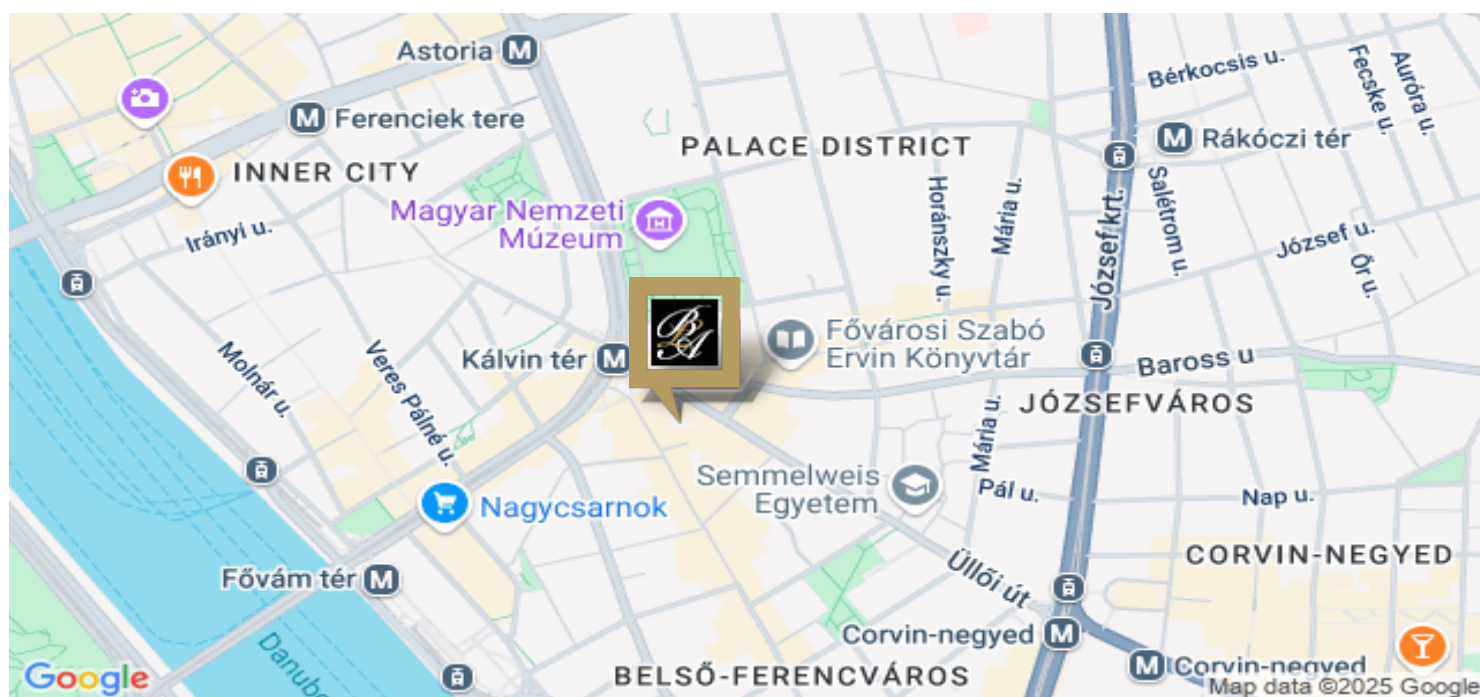 Astoria M
Bérkocsis u.
Fecske u.
Auróra u.
M Ferenciek tere
PALACE DISTRICT
M Rákóczi tér
INNER CITY
Magyar Nemzeti
Múzeum
Horánszky u.
Mária u.
József krt.
Salétrom u.
József u.
Őr u.
Irányi u.
BLA
Molnár u.
Veres Pálné u.
Kálvin tér M
Fővárosi Szabó
Ervin Könyvtár
Baross u
JÓZSEFVÁROS
Mária u.
Semmelweis
Egyetem
Pál u.
Nap u.
Nagycsarnok
CORVIN-NEGYED
Fővám tér M
Üllői út
Corvin-negyed M
M Corvin-negyed
BELSŐ-FERENCVÁROS
Google
Map data ©2025 Google